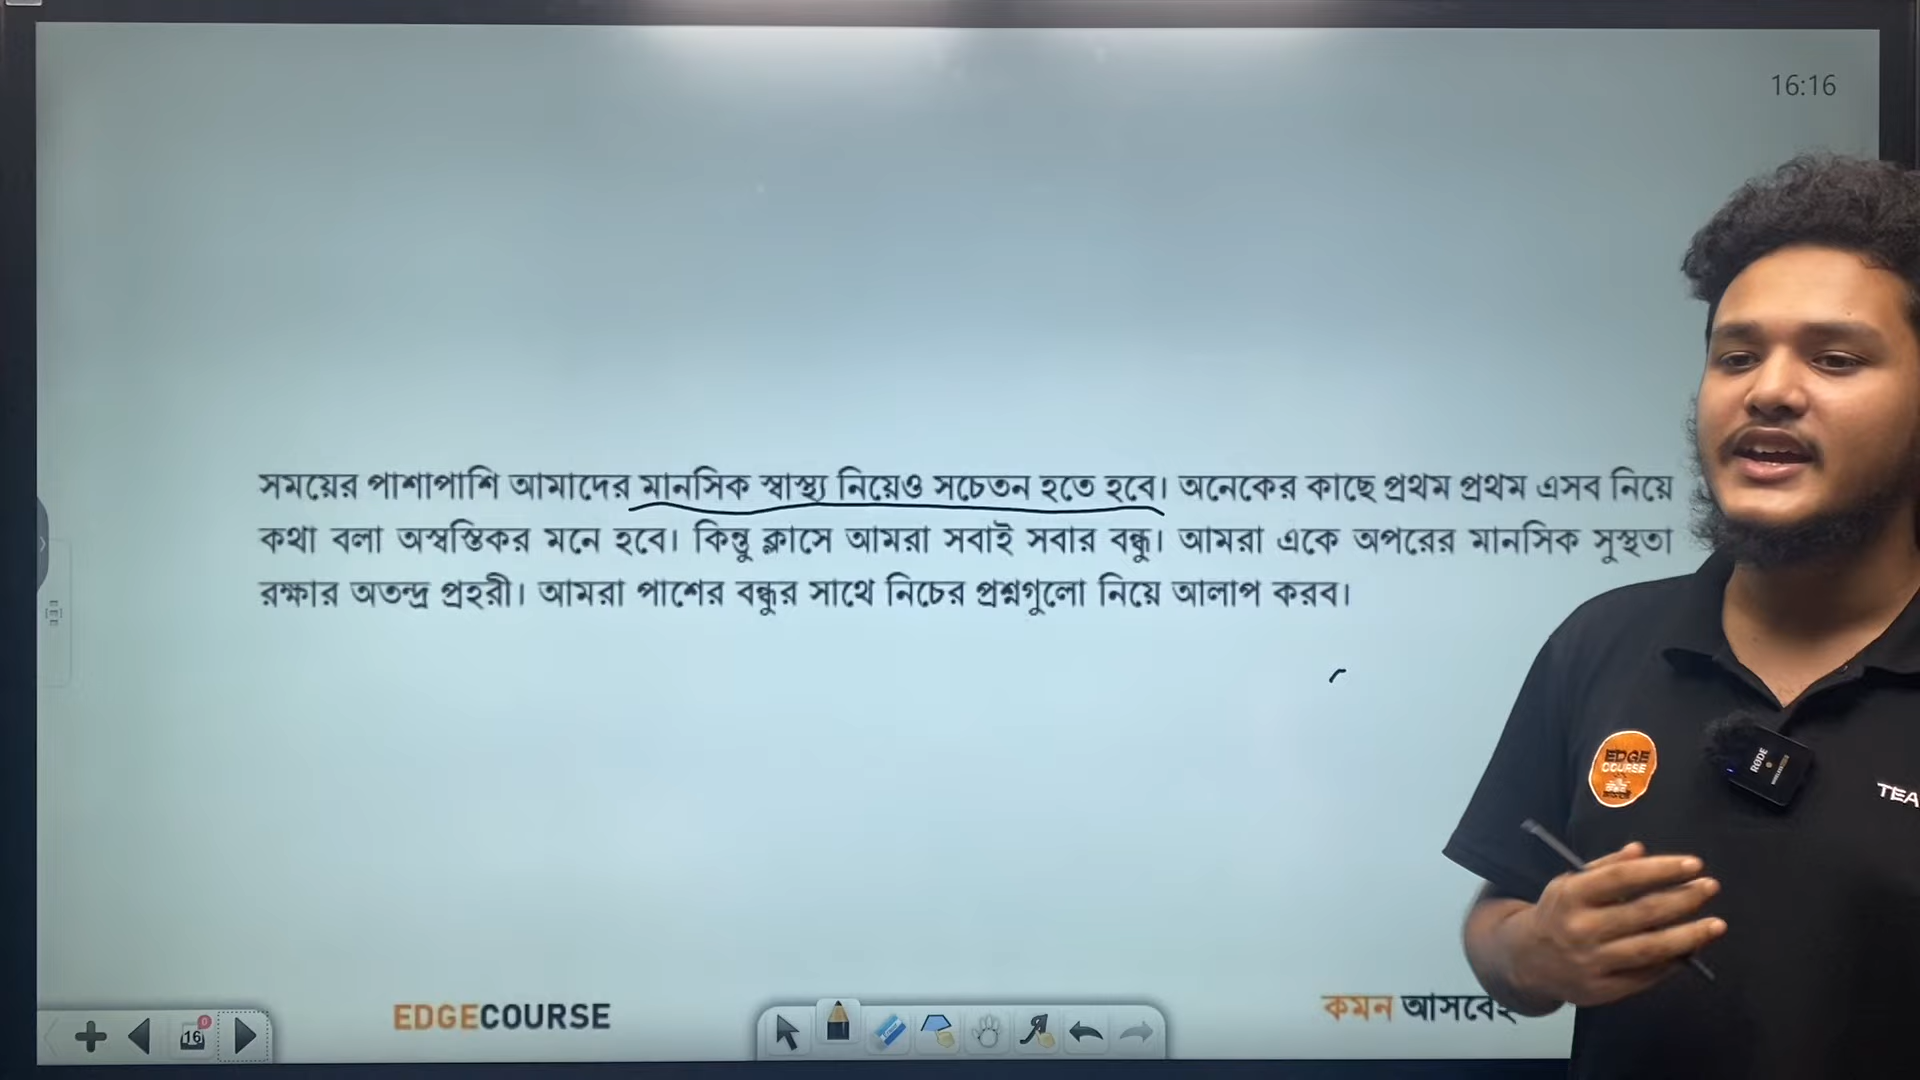 16:16
সময়ের পাশাপাশি আমাদের মানসিক স্বাস্থ্য নিয়েও সচেতন হতে হবে। অনেকের কাছে প্রথম প্রথম এসব নিয়ে
কথা বলা অস্বস্তিকর মনে হবে। কিন্তু ক্লাসে আমরা সবাই সবার বন্ধু। আমরা একে অপরের মানসিক সুস্থতা
রক্ষার অতন্দ্র প্রহরী। আমরা পাশের বন্ধুর সাথে নিচের প্রশ্নগুলো নিয়ে আলাপ করব।
EDGE
COURSE
RØDE
TEA
EDGECOURSE
কমন আসবেই
16
0